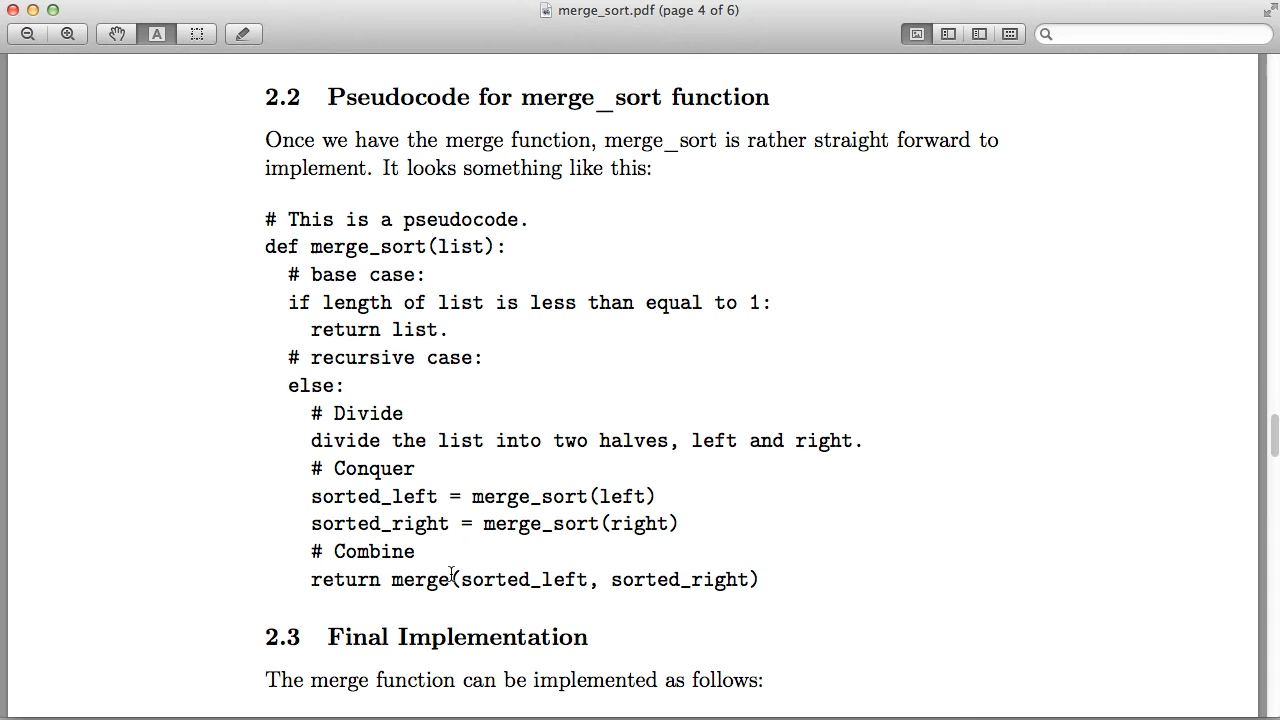 merge_sort.pdf (page 4 of 6)
A
2.2 Pseudocode for merge_sort function
Once we have the merge function, merge_sort is rather straight forward to
implement. It looks something like this:
# This is a pseudocode.
def merge_sort(list):
# base case:
if length of list is less than equal to 1:
return list.
# recursive case:
else:
# Divide
divide the list into two halves, left and right.
# Conquer
sorted_left = merge_sort(left)
sorted_right = merge_sort(right)
# Combine
return merge(sorted_left, sorted_right)
2.3 Final Implementation
The merge function can be implemented as follows: